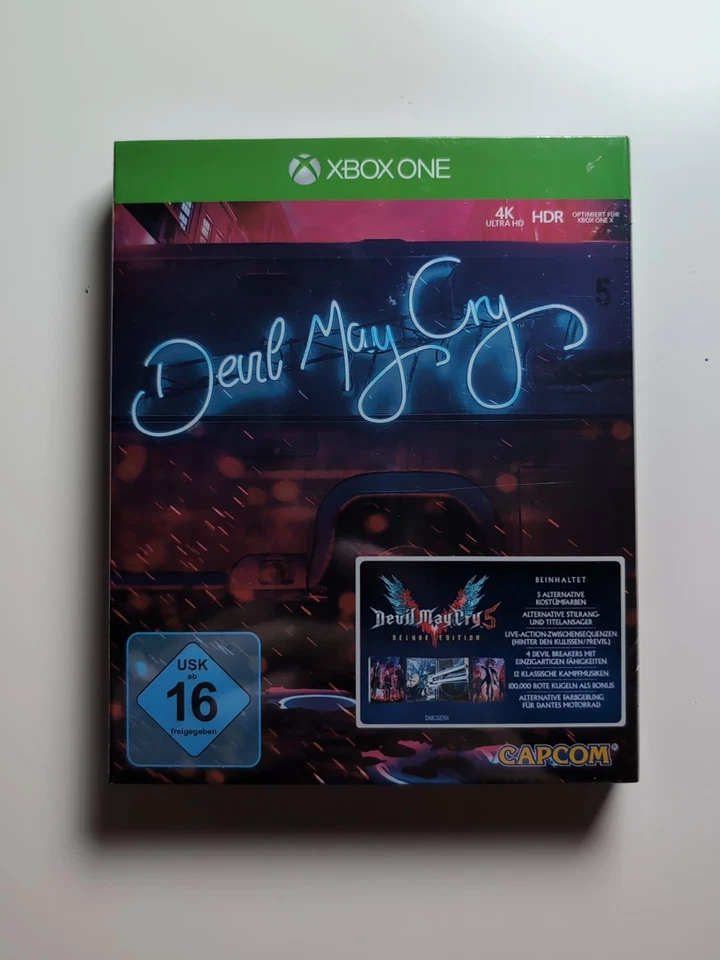 XBOX ONE
4K
ULTRA HD
HDR
OPTIMIERT FÜR
XBOX ONE X
5
Devil May Cry
BEINHALTET
5 ALTERNATIVE
KOSTÜMFARBEN
ALTERNATIVE STILRANG-
UND TITELANSAGER
LIVE-ACTION-ZWISCHENSEQUENZEN
(HINTER DEN KULISSEN/PREVIS.)
4 DEVIL BREAKERS MIT
EINZIGARTIGEN FÄHIGKEITEN
12 KLASSISCHE KAMPFMUSIKEN
100.000 ROTE KUGELN ALS BONUS
ALTERNATIVE FARBGEBUNG
FÜR DANTES MOTORRAD
Devil May Cry 5
DELUXE EDITION
USK
ab
16
freigegeben
CAPCOM